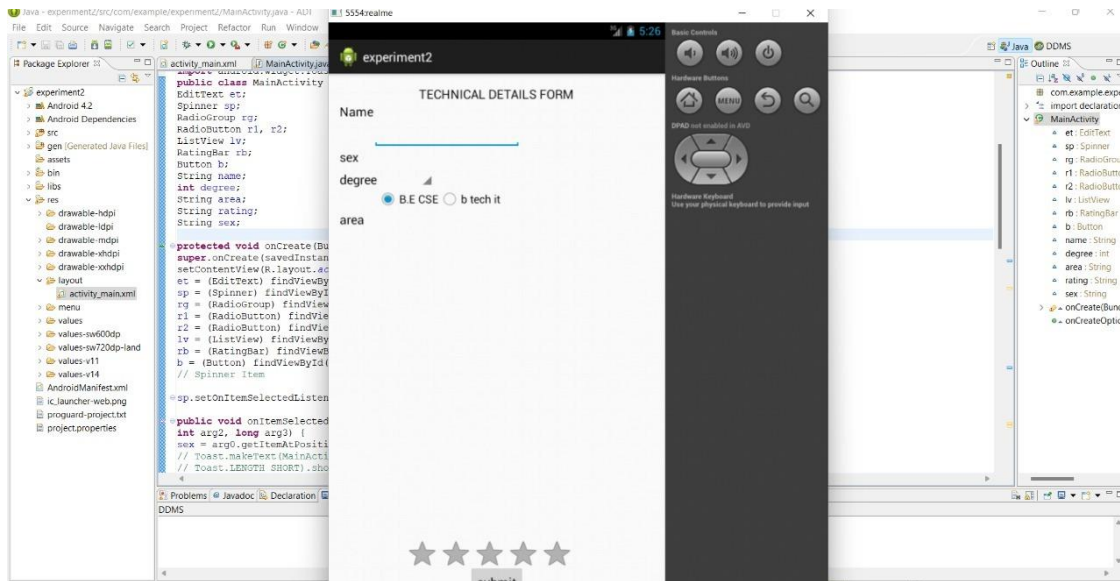 Java - experiment2/src/com/example/experiment2/MainActivity.java - ADT
File Edit Source Navigate Search Project Refactor Run Window
Package Explorer
experiment2
Android 4.2
Android Dependencies
src
gen [Generated Java Files]
assets
bin
libs
res
drawable-hdpi
drawable-ldpi
drawable-mdpi
drawable-xhdpi
drawable-xxhdpi
layout
activity_main.xml
menu
values
values-sw600dp
values-sw720dp-land
values-v11
values-v14
AndroidManifest.xml
ic_launcher-web.png
proguard-project.txt
project.properties
activity_main.xml MainActivity.java
public class MainActivity
EditText et;
Spinner sp;
RadioGroup rg;
RadioButton r1, r2;
ListView lv;
RatingBar rb;
Button b;
String name;
int degree;
String area;
String rating;
String sex;
protected void onCreate(Bu
super.onCreate(savedInstan
setContentView(R.layout.ac
et = (EditText) findViewBy
sp = (Spinner) findViewByI
rg = (RadioGroup) findView
r1 = (RadioButton) findVie
r2 = (RadioButton) findVie
lv = (ListView) findViewBy
rb = (RatingBar) findViewB
b = (Button) findViewById(
// Spinner Item
sp.setOnItemSelectedListen
public void onItemSelected
int arg2, long arg3) {
sex = arg0.getItemAtPositi
// Toast.makeText(MainActi
// Toast.LENGTH SHORT).sho
Problems Javadoc Declaration
DDMS
5554:realme
3G 5:26
experiment2
TECHNICAL DETAILS FORM
Name
sex
degree
B.E CSE b tech it
area
submit
Basic Controls
Hardware Buttons
MENU
DPAD not enabled in AVD
Hardware Keyboard
Use your physical keyboard to provide input
Java DDMS
Outline
com.example.expe
import declaration
MainActivity
et : EditText
sp : Spinner
rg : RadioGrou
r1 : RadioButto
r2 : RadioButto
lv : ListView
rb : RatingBar
b : Button
name : String
degree : int
area : String
rating : String
sex : String
onCreate(Bund
onCreateOptio